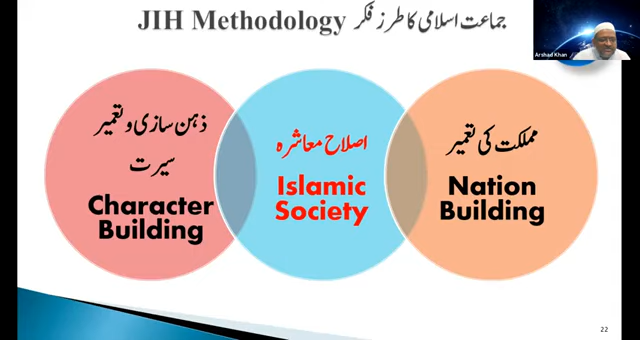 JIH Methodology جماعت اسلامی کا طرز فکر
Arshad Khan
ذہن سازی و تعمیر
سیرت
Character
Building
اصلاح معاشرہ
Islamic
Society
مملکت کی تعمیر
Nation
Building
22